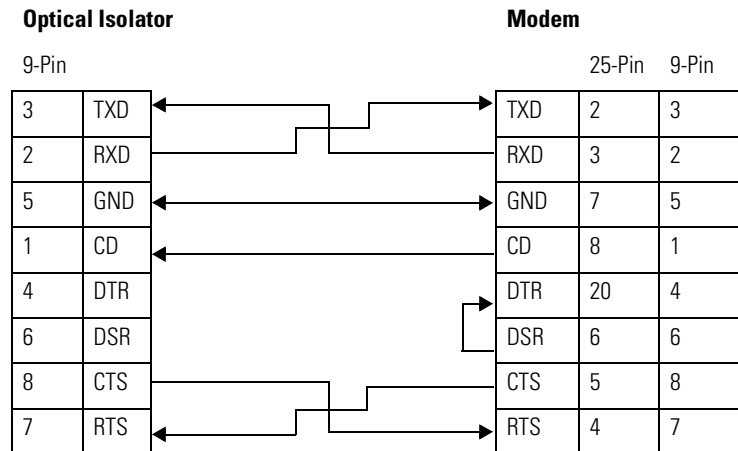 Optical Isolator Modem
9-Pin 25-Pin 9-Pin
3 TXD TXD 2 3
2 RXD RXD 3 2
5 GND GND 7 5
1 CD CD 8 1
4 DTR DTR 20 4
6 DSR DSR 6 6
8 CTS CTS 5 8
7 RTS RTS 4 7